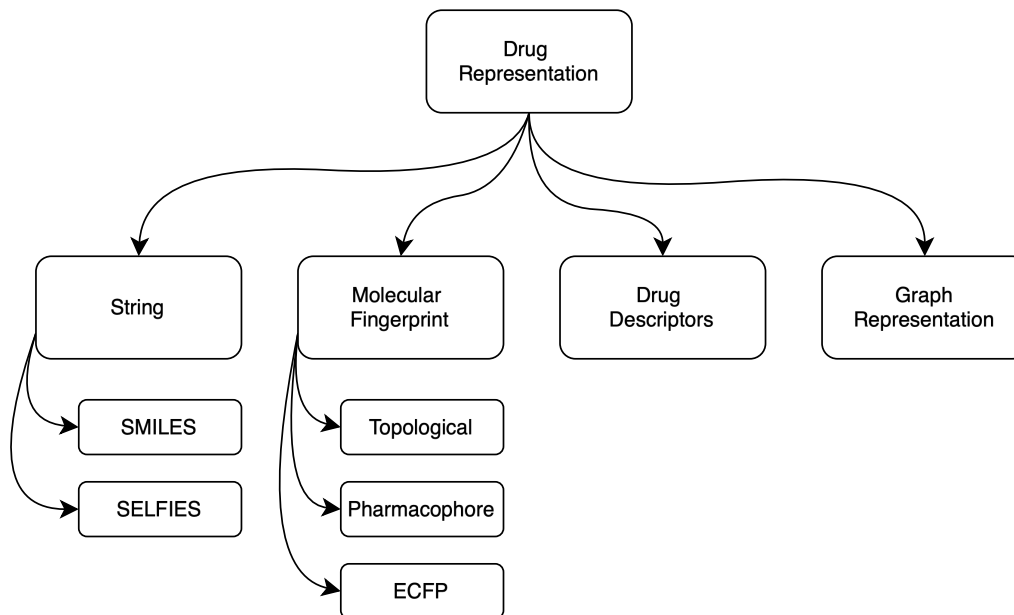 Drug
Representation
String
Molecular
Fingerprint
Drug
Descriptors
Graph
Representation
SMILES
SELFIES
Topological
Pharmacophore
ECFP